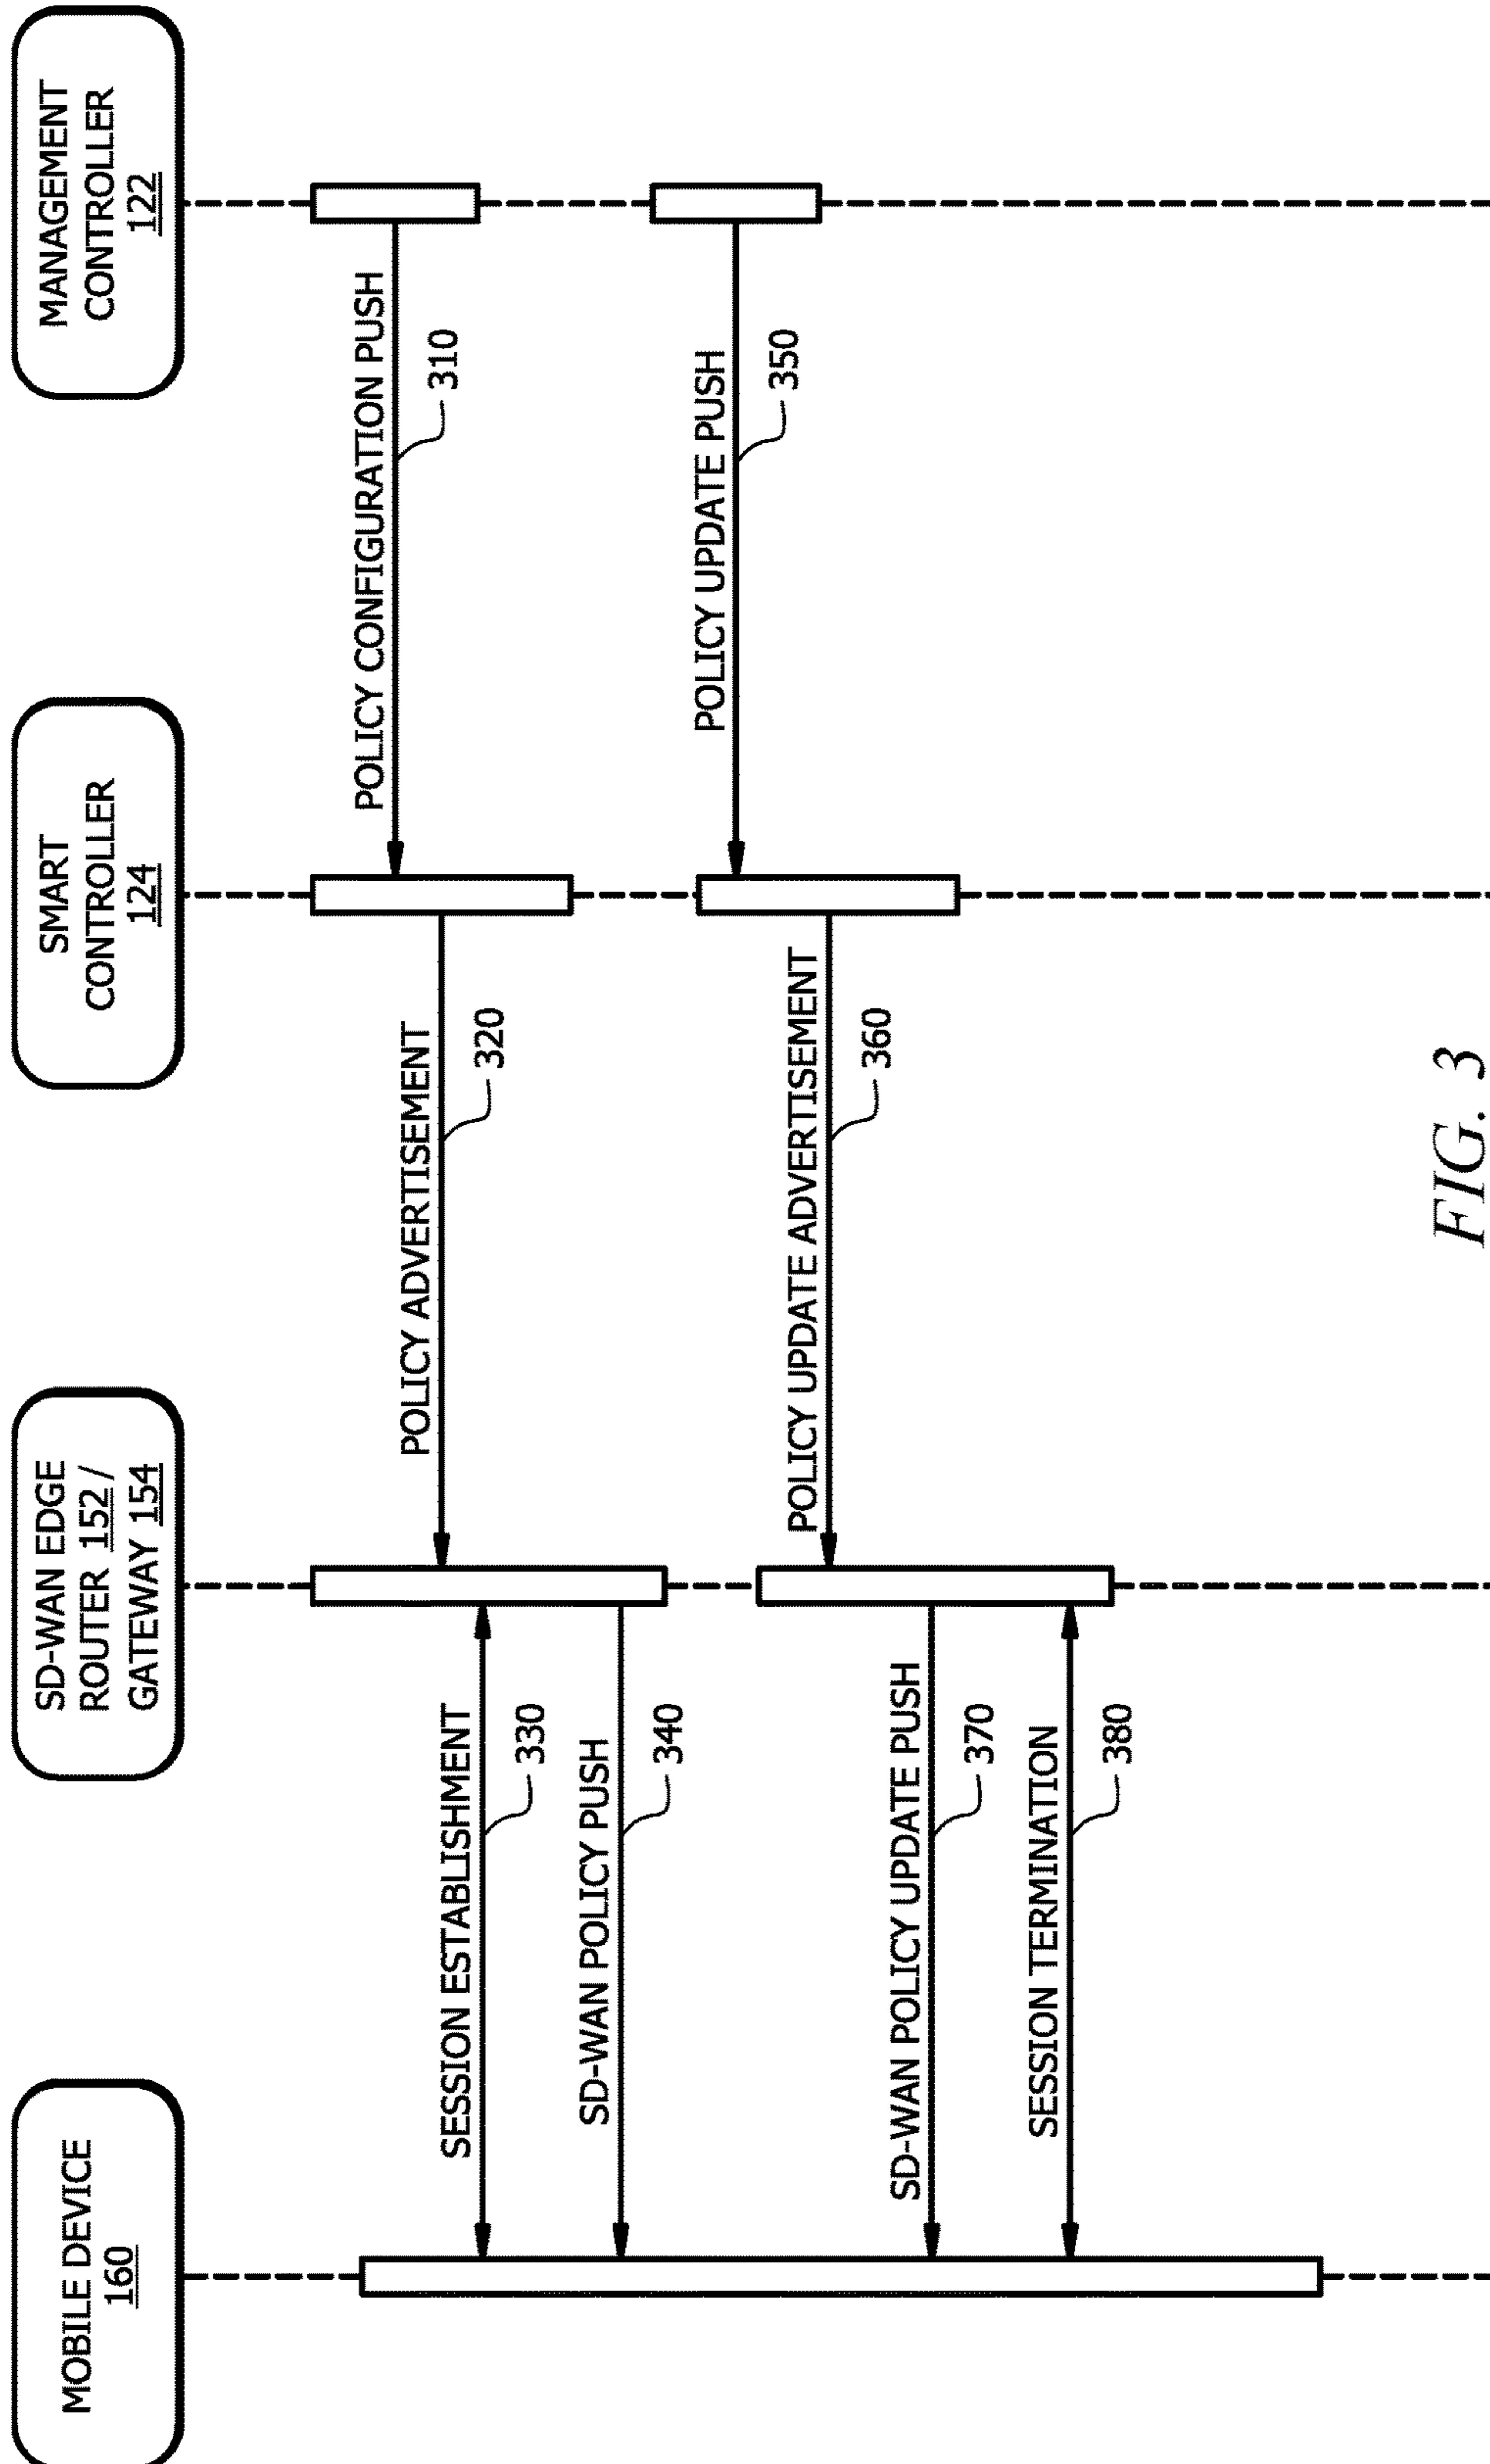 MOBILE DEVICE
160
SD-WAN EDGE
ROUTER 152 /
GATEWAY 154
SMART
CONTROLLER
124
MANAGEMENT
CONTROLLER
122
POLICY CONFIGURATION PUSH
310
POLICY ADVERTISEMENT
320
SESSION ESTABLISHMENT
330
SD-WAN POLICY PUSH
340
POLICY UPDATE PUSH
350
POLICY UPDATE ADVERTISEMENT
360
SD-WAN POLICY UPDATE PUSH
370
SESSION TERMINATION
380
FIG. 3